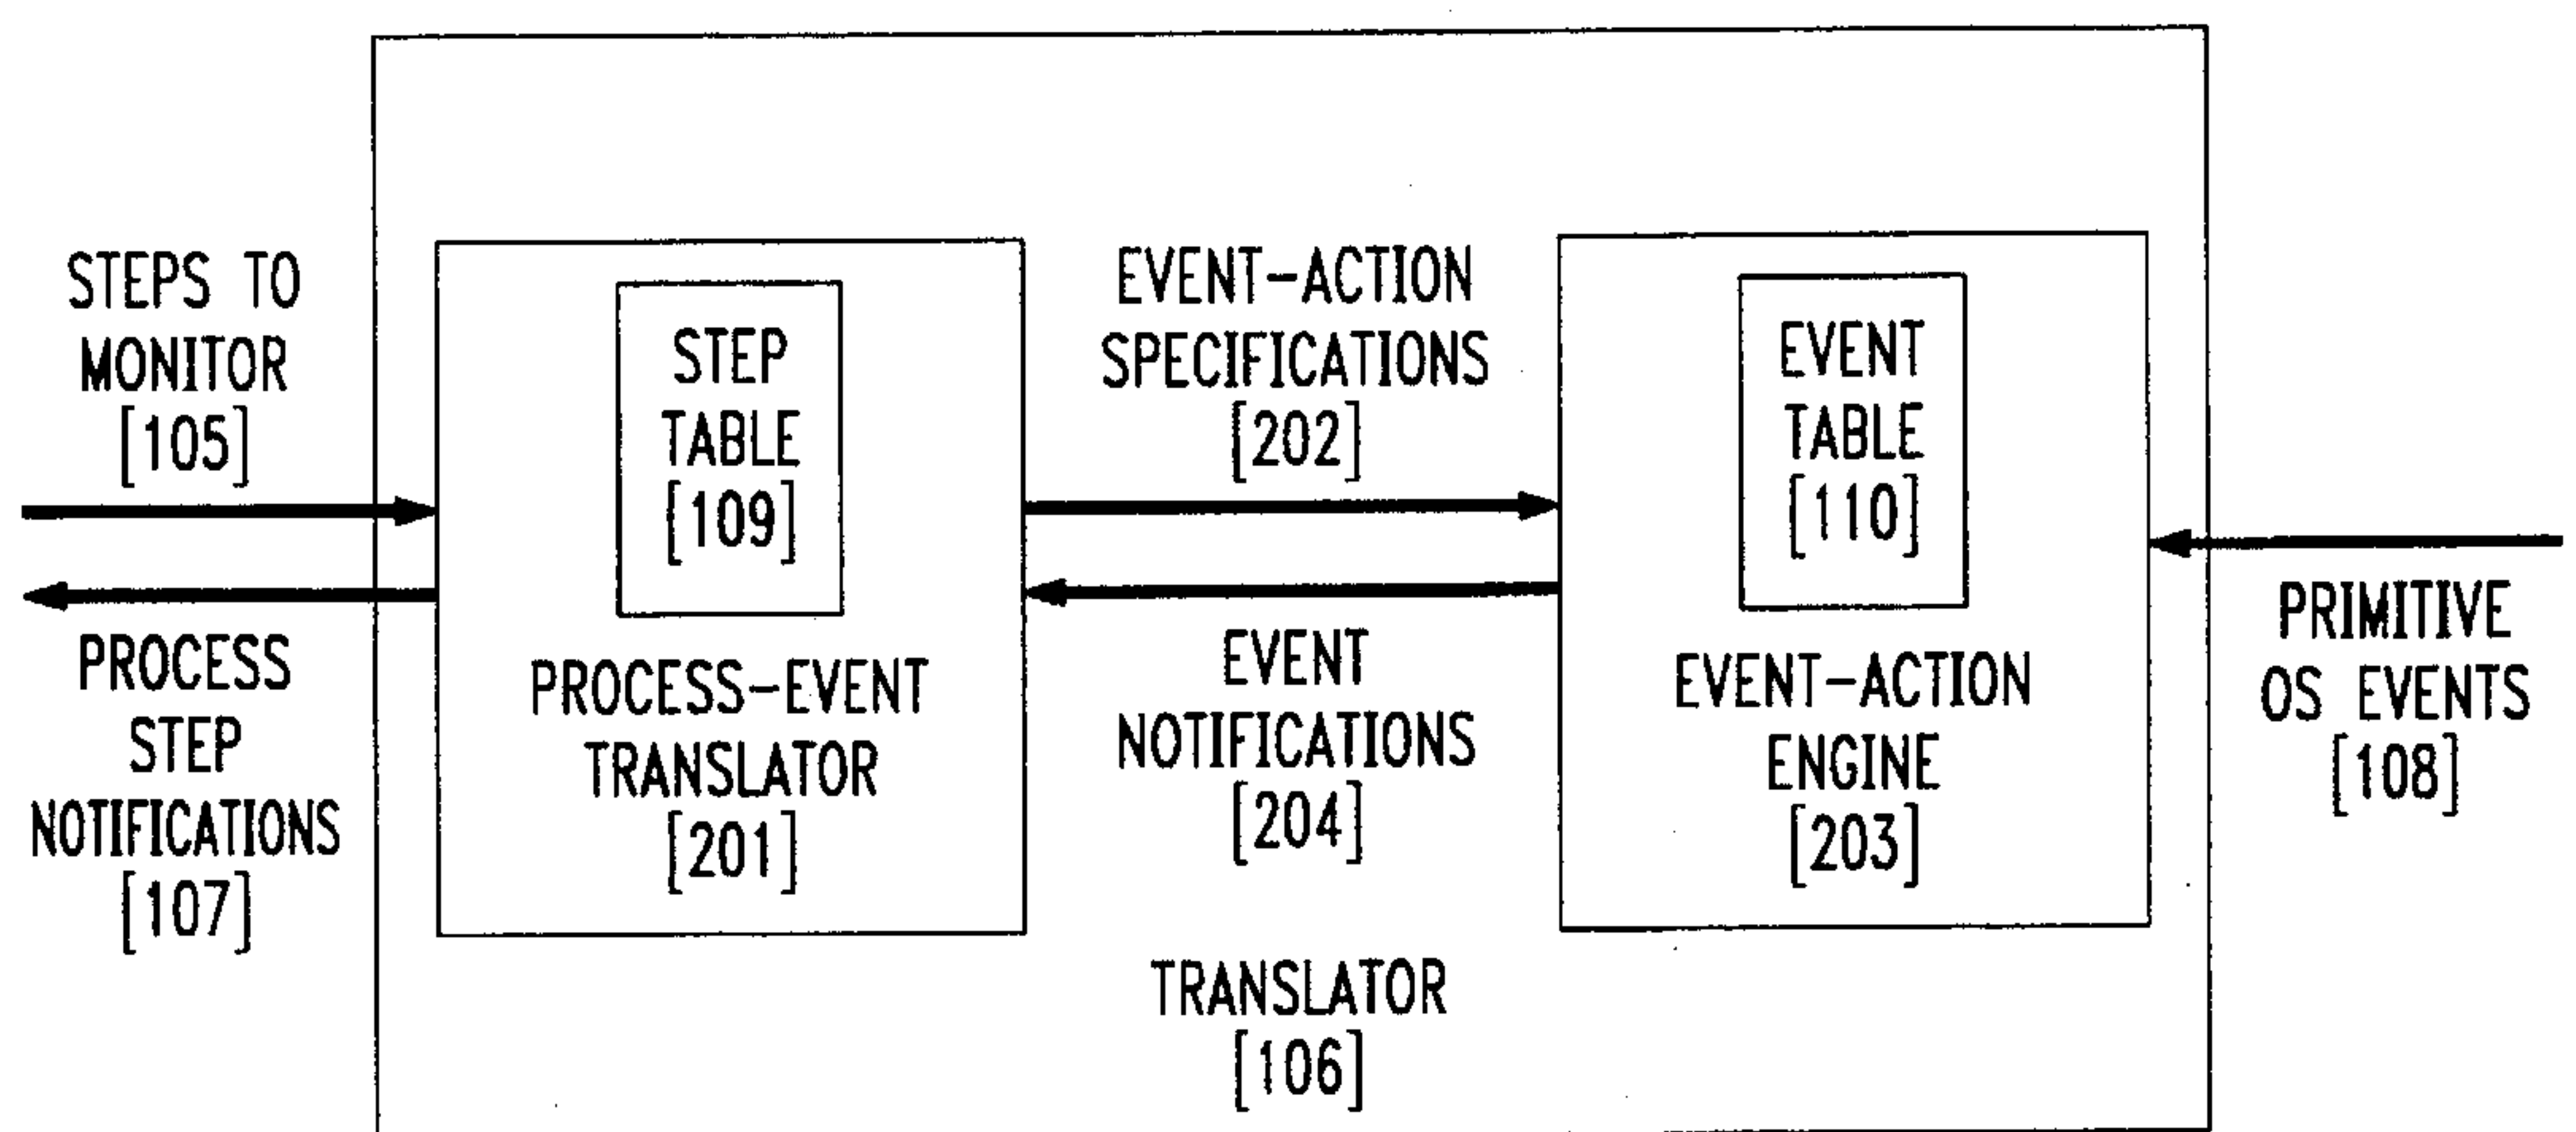 STEPS TO
MONITOR
[105]
PROCESS
STEP
NOTIFICATIONS
[107]
STEP
TABLE
[109]
PROCESS-EVENT
TRANSLATOR
[201]
EVENT-ACTION
SPECIFICATIONS
[202]
EVENT
NOTIFICATIONS
[204]
TRANSLATOR
[106]
EVENT
TABLE
[110]
EVENT-ACTION
ENGINE
[203]
PRIMITIVE
OS EVENTS
[108]